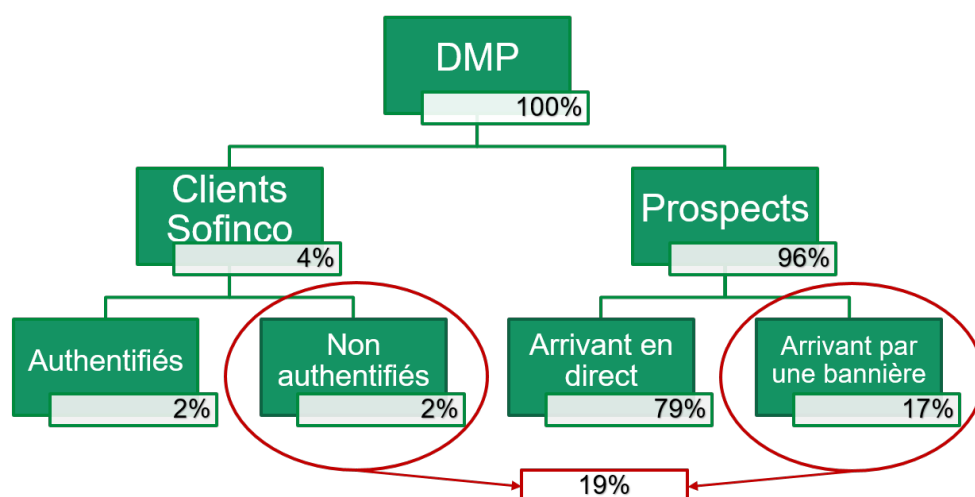 DMP
100%
Clients
Sofinco
4%
Prospects
96%
Authentifiés
2%
Non
authentifiés
2%
Arrivant en
direct
79%
Arrivant par
une bannière
17%
19%